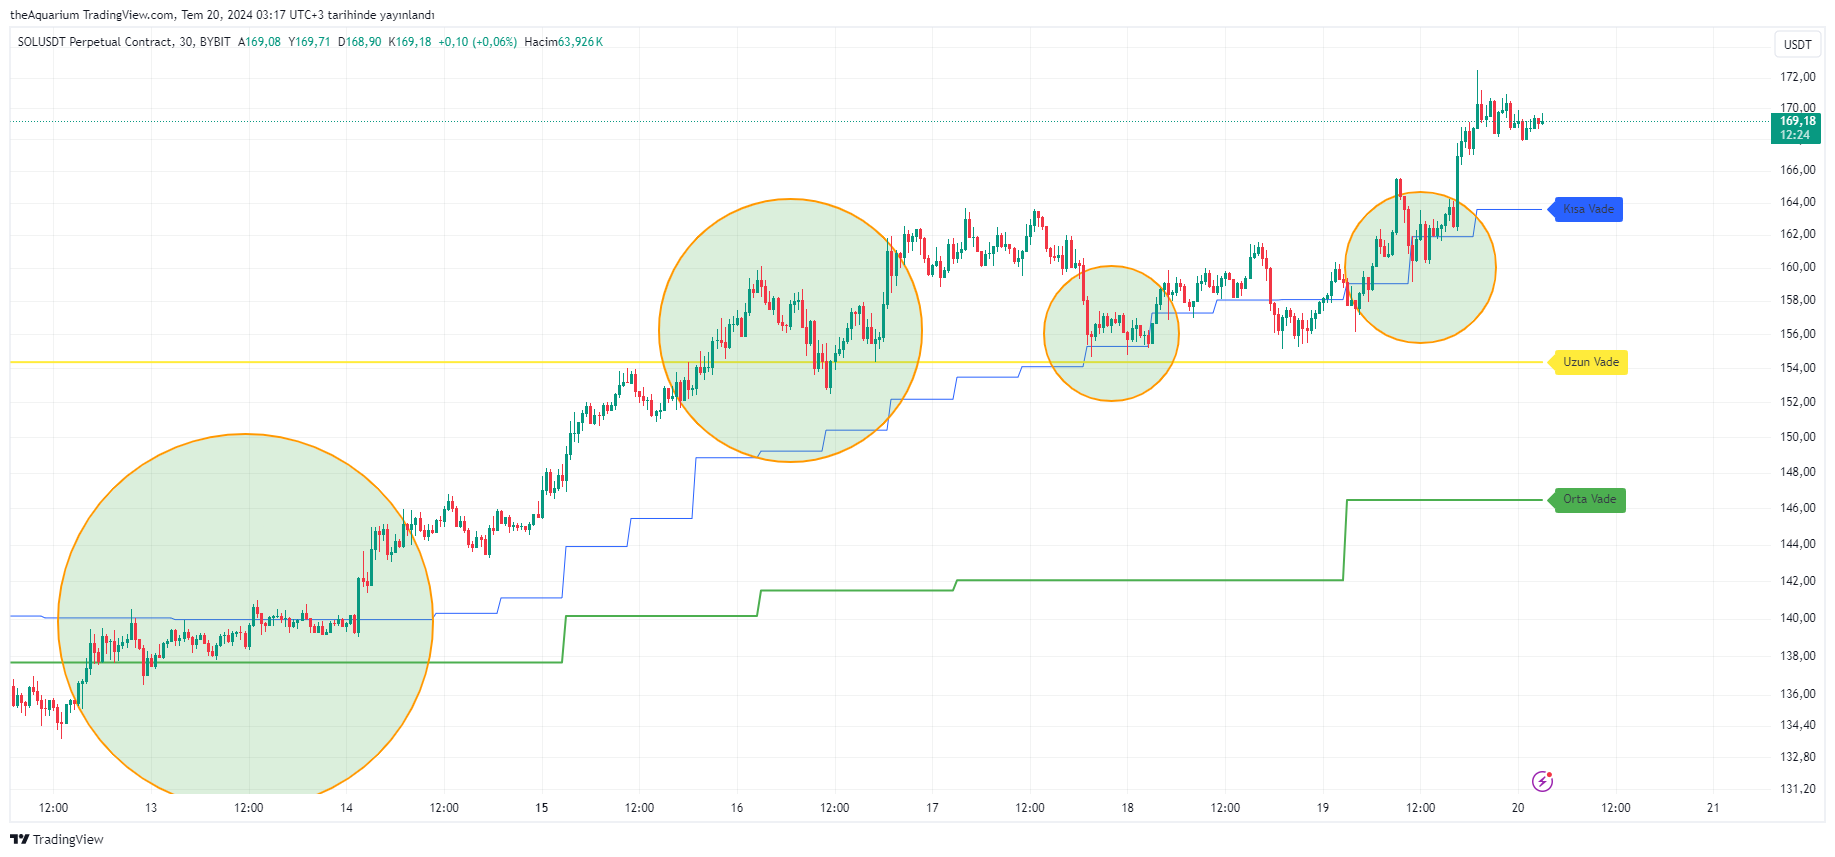 theAquarium TradingView.com, Tem 20, 2024 03:17 UTC+3 tarihinde yayınlandı
SOLUSDT Perpetual Contract, 30, BYBIT A169,08 Y169,71 D168,90 K169,18 +0,10 (+0,06%) Hacim63,926K
USDT
172,00
170,00
169,18
12:24
166,00
164,00
Kısa Vade
162,00
160,00
158,00
156,00
Uzun Vade
154,00
152,00
150,00
148,00
Orta Vade
146,00
144,00
142,00
140,00
138,00
136,00
134,40
132,80
131,20
12:00 13 12:00 14 12:00 15 12:00 16 12:00 17 12:00 18 12:00 19 12:00 20 12:00 21
TradingView